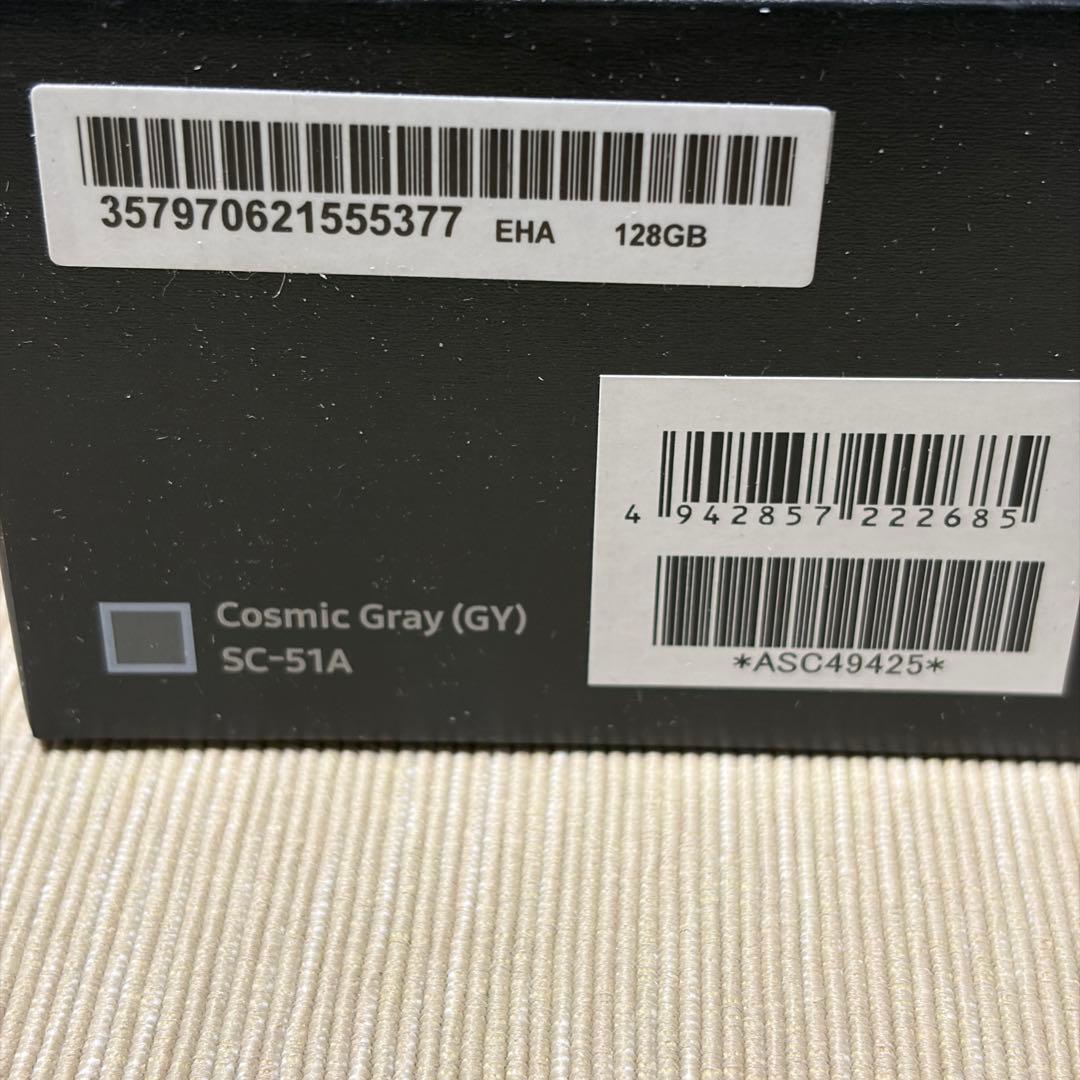 357970621555377 EHA 128GB
4 942857 222685
*ASC49425*
Cosmic Gray (GY)
SC-51A